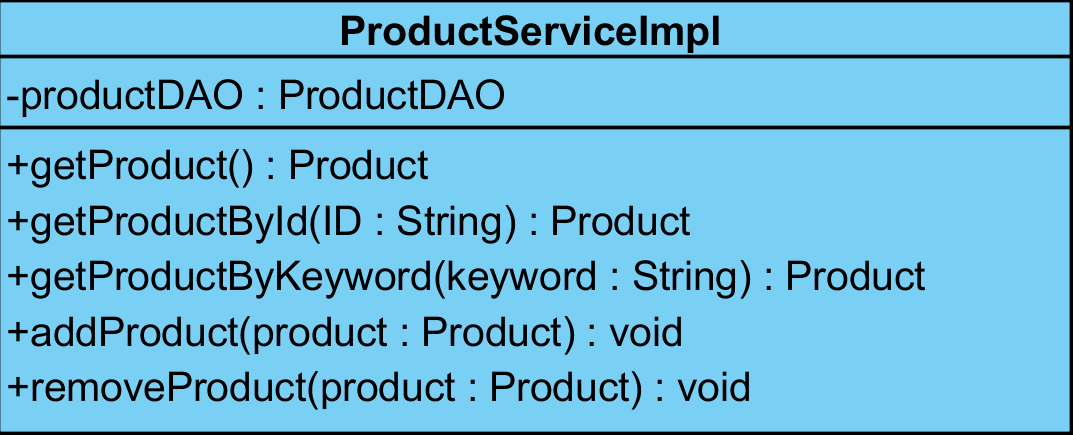 ProductServiceImpl
-productDAO : ProductDAO
+getProduct() : Product
+getProductById(ID : String) : Product
+getProductByKeyword(keyword : String) : Product
+addProduct(product : Product) : void
+removeProduct(product : Product) : void